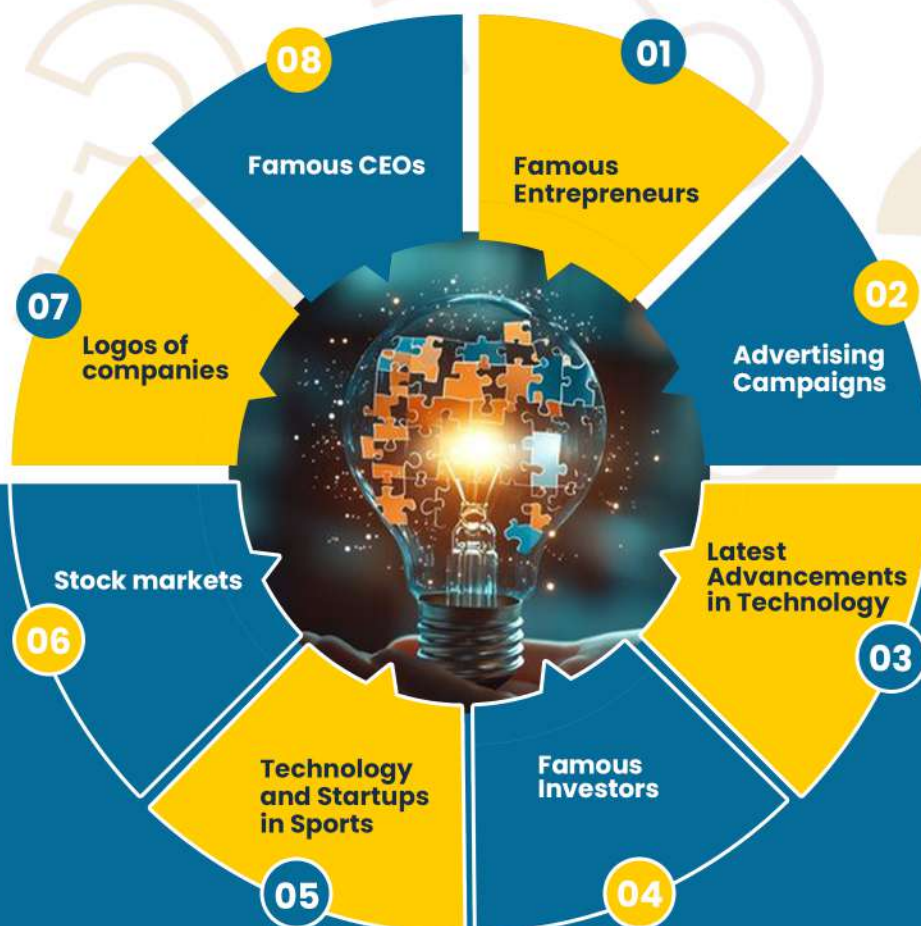 01
Famous
Entrepreneurs
02
Advertising
Campaigns
03
Latest
Advancements
in Technology
04
Famous
Investors
05
Technology
and Startups
in Sports
06
Stock markets
07
Logos of
companies
08
Famous CEOs